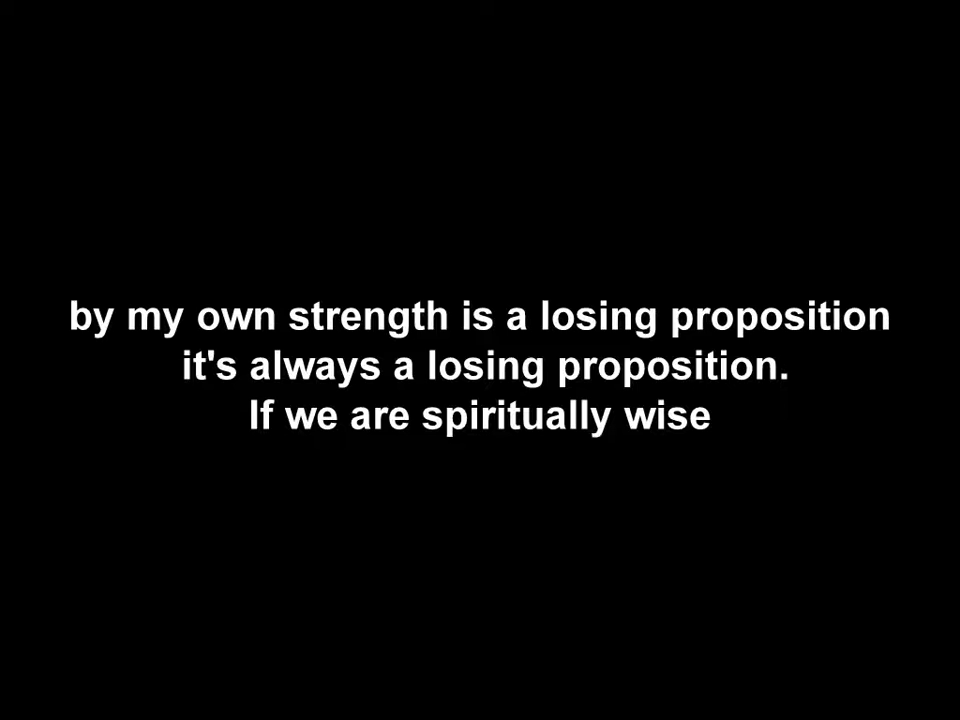 by my own strength is a losing proposition
it's always a losing proposition.
If we are spiritually wise